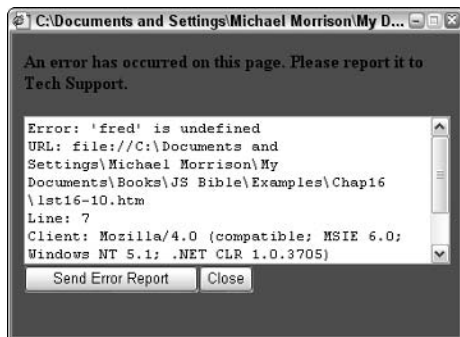 C:\Documents and Settings\Michael Morrison\My D...
An error has occurred on this page. Please report it to
Tech Support.
Error: 'fred' is undefined
URL: file://C:\Documents and
Settings\Michael Morrison\My
Documents\Books\JS Bible\Examples\Chap16
\lst16-10.htm
Line: 7
Client: Mozilla/4.0 (compatible; MSIE 6.0;
Windows NT 5.1; .NET CLR 1.0.3705)
Send Error Report Close